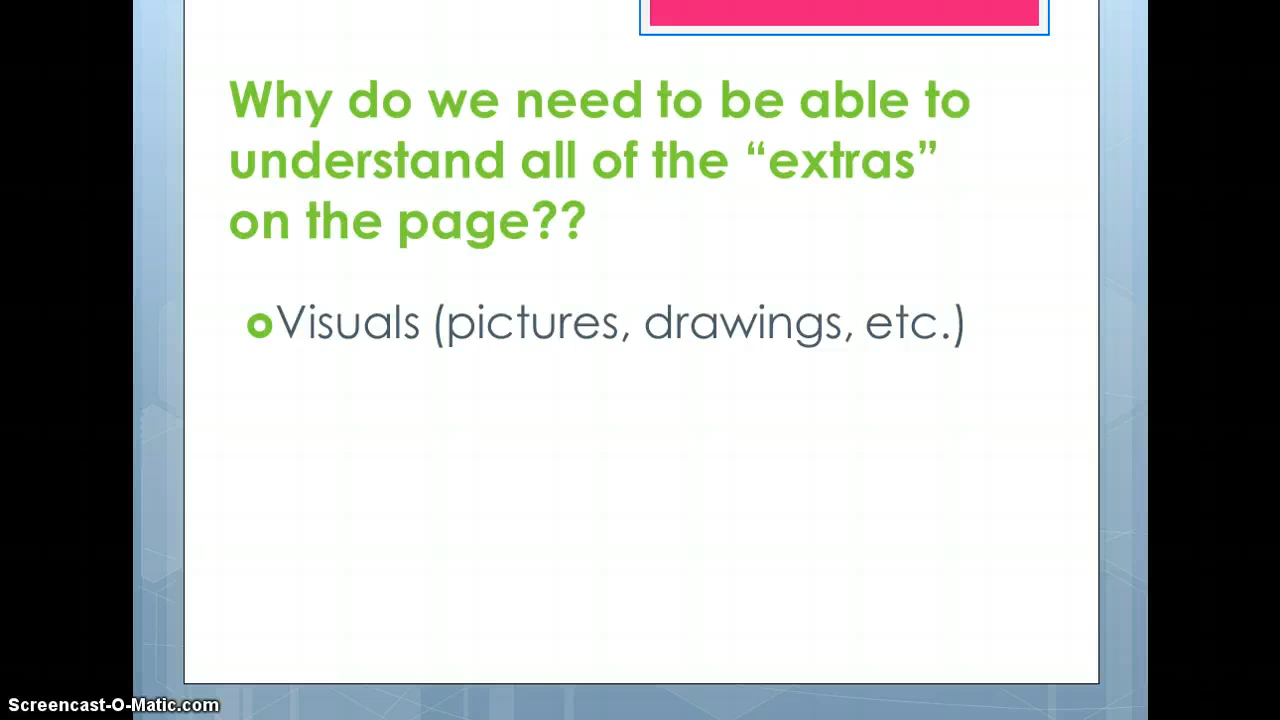 Why do we need to be able to
understand all of the “extras”
on the page??
Visuals (pictures, drawings, etc.)
Screencast-O-Matic.com